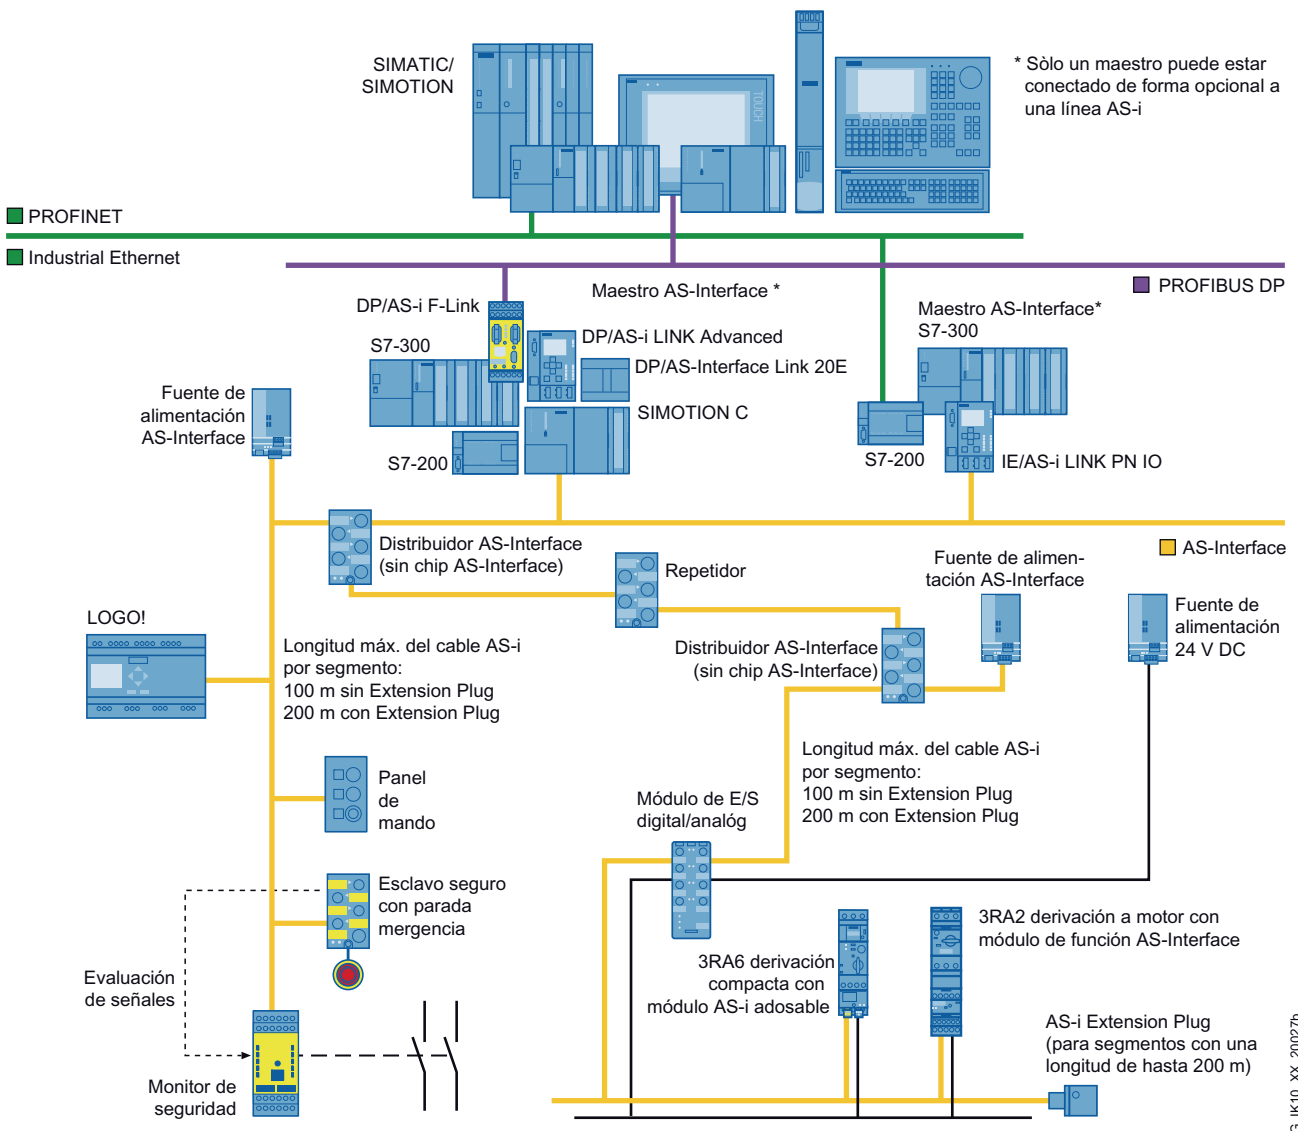 SIMATIC/
SIMOTION
TOUCH
* Sòlo un maestro puede estar
conectado de forma opcional a
una línea AS-i
PROFINET
Industrial Ethernet
PROFIBUS DP
DP/AS-i F-Link
Maestro AS-Interface *
DP/AS-i LINK Advanced
S7-300
DP/AS-Interface Link 20E
SIMOTION C
S7-200
Maestro AS-Interface*
S7-300
S7-200
IE/AS-i LINK PN IO
Fuente de
alimentación
AS-Interface
Distribuidor AS-Interface
(sin chip AS-Interface)
Repetidor
Fuente de alimen-
tación AS-Interface
AS-Interface
Fuente de
alimentación
24 V DC
LOGO!
Longitud máx. del cable AS-i
por segmento:
100 m sin Extension Plug
200 m con Extension Plug
Distribuidor AS-Interface
(sin chip AS-Interface)
Longitud máx. del cable AS-i
por segmento:
100 m sin Extension Plug
200 m con Extension Plug
Panel
de
mando
Módulo de E/S
digital/analóg
Esclavo seguro
con parada
mergencia
Evaluación
de señales
Monitor de
seguridad
3RA6 derivación
compacta con
módulo AS-i adosable
3RA2 derivación a motor con
módulo de función AS-Interface
AS-i Extension Plug
(para segmentos con una
longitud de hasta 200 m)
G_IK10_XX_20027b